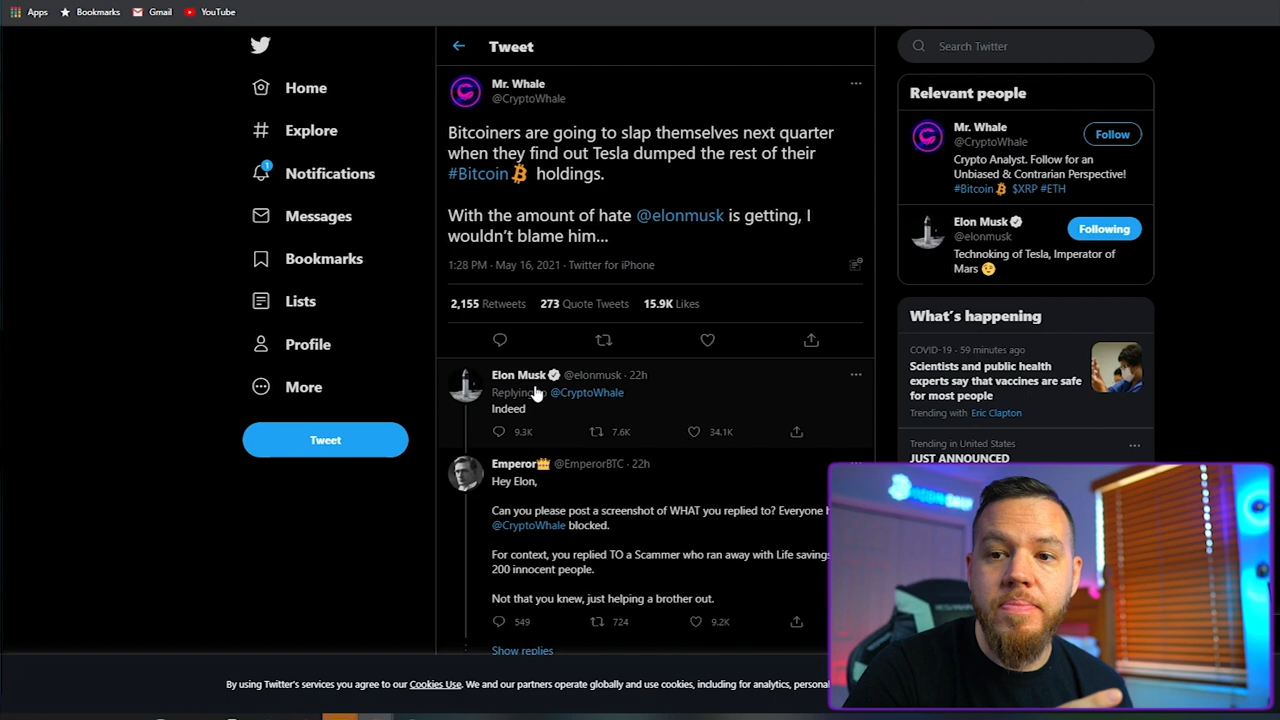 Apps
Bookmarks
Gmail
YouTube
Tweet
Search Twitter
Home
Explore
1
Notifications
Messages
Bookmarks
Lists
Profile
More
Tweet
Mr. Whale
@CryptoWhale
Bitcoiners are going to slap themselves next quarter
when they find out Tesla dumped the rest of their
#Bitcoin holdings.
With the amount of hate @elonmusk is getting, I
wouldn't blame him...
1:28 PM · May 16, 2021 · Twitter for iPhone
2,155 Retweets 273 Quote Tweets 15.9K Likes
Elon Musk @elonmusk · 22h
Replying @CryptoWhale
Indeed
9.3K 7.6K 34.1K
Emperor @EmperorBTC · 22h
Hey Elon,
Can you please post a screenshot of WHAT you replied to? Everyone
@CryptoWhale blocked.
For context, you replied TO a Scammer who ran away with Life savings
200 innocent people.
Not that you knew, just helping a brother out.
549 724 9.2K
Show replies
Relevant people
Mr. Whale
@CryptoWhale
Follow
Crypto Analyst. Follow for an
Unbiased & Contrarian Perspective!
#Bitcoin $XRP #ETH
Elon Musk
@elonmusk
Following
Technoking of Tesla, Imperator of
Mars
What's happening
COVID-19 · 59 minutes ago
Scientists and public health
experts say that vaccines are safe
for most people
Trending with Eric Clapton
Trending in United States
JUST ANNOUNCED
By using Twitter's services you agree to our Cookies Use. We and our partners operate globally and use cookies, including for analytics,